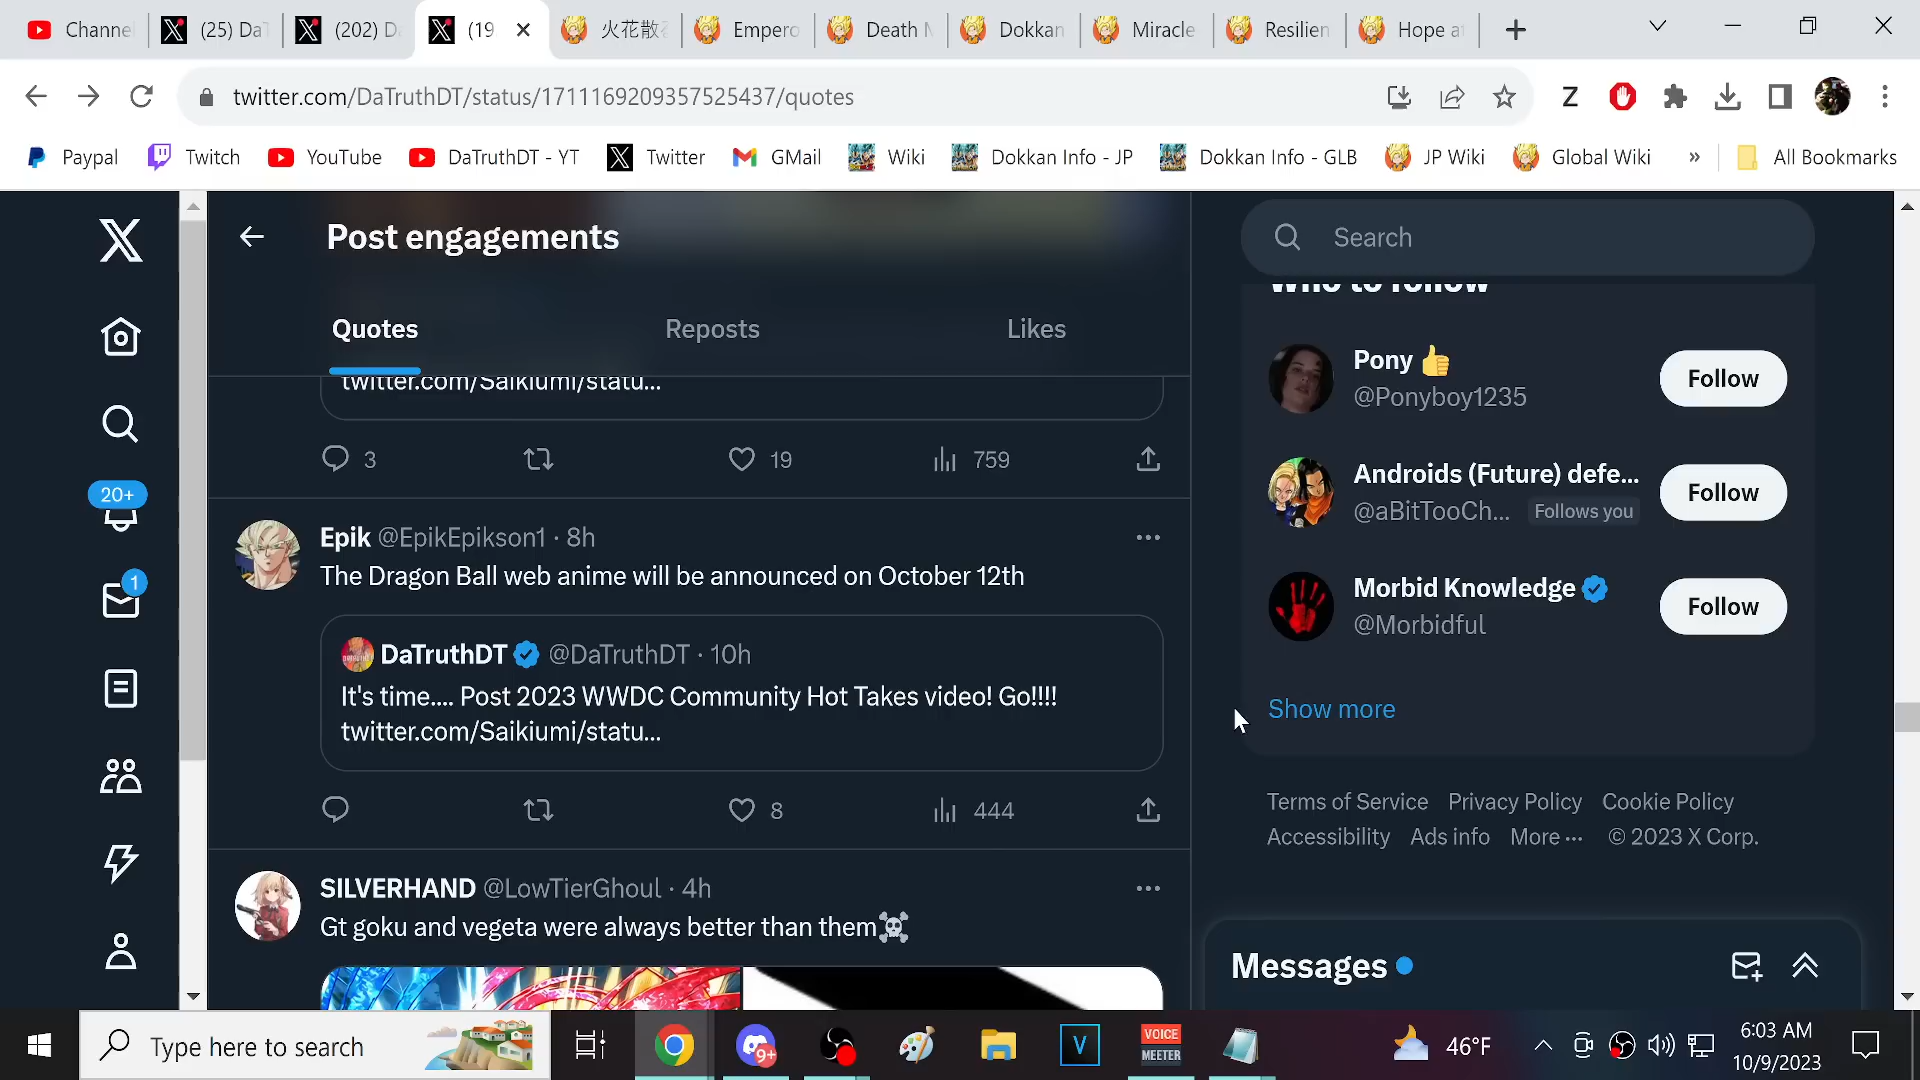 Channe
(25) DaT
(202) Da
(19
火花散
Empero
Death M
Dokkan
Miracle
Resilien
Hope at
twitter.com/DaTruthDT/status/1711169209357525437/quotes
Z
Paypal
Twitch
YouTube
DaTruthDT - YT
Twitter
GMail
Wiki
Dokkan Info - JP
Dokkan Info - GLB
JP Wiki
Global Wiki
»
All Bookmarks
Post engagements
Search
Quotes
Reposts
Likes
twitter.com/Saikiumi/statu...
3
19
759
20+
1
Epik @EpikEpikson1 · 8h
The Dragon Ball web anime will be announced on October 12th
DaTruthDT @DaTruthDT · 10h
It's time.... Post 2023 WWDC Community Hot Takes video! Go!!!!
twitter.com/Saikiumi/statu...
8
444
SILVERHAND @LowTierGhoul · 4h
Gt goku and vegeta were always better than them☠️
Who to follow
Pony 👍
@Ponyboy1235
Follow
Androids (Future) defe...
@aBitTooCh... Follows you
Follow
Morbid Knowledge
@Morbidful
Follow
Show more
Terms of Service Privacy Policy Cookie Policy
Accessibility Ads info More ··· © 2023 X Corp.
Messages
Type here to search
9+
V
VOICE
MEETER
46°F
6:03 AM
10/9/2023